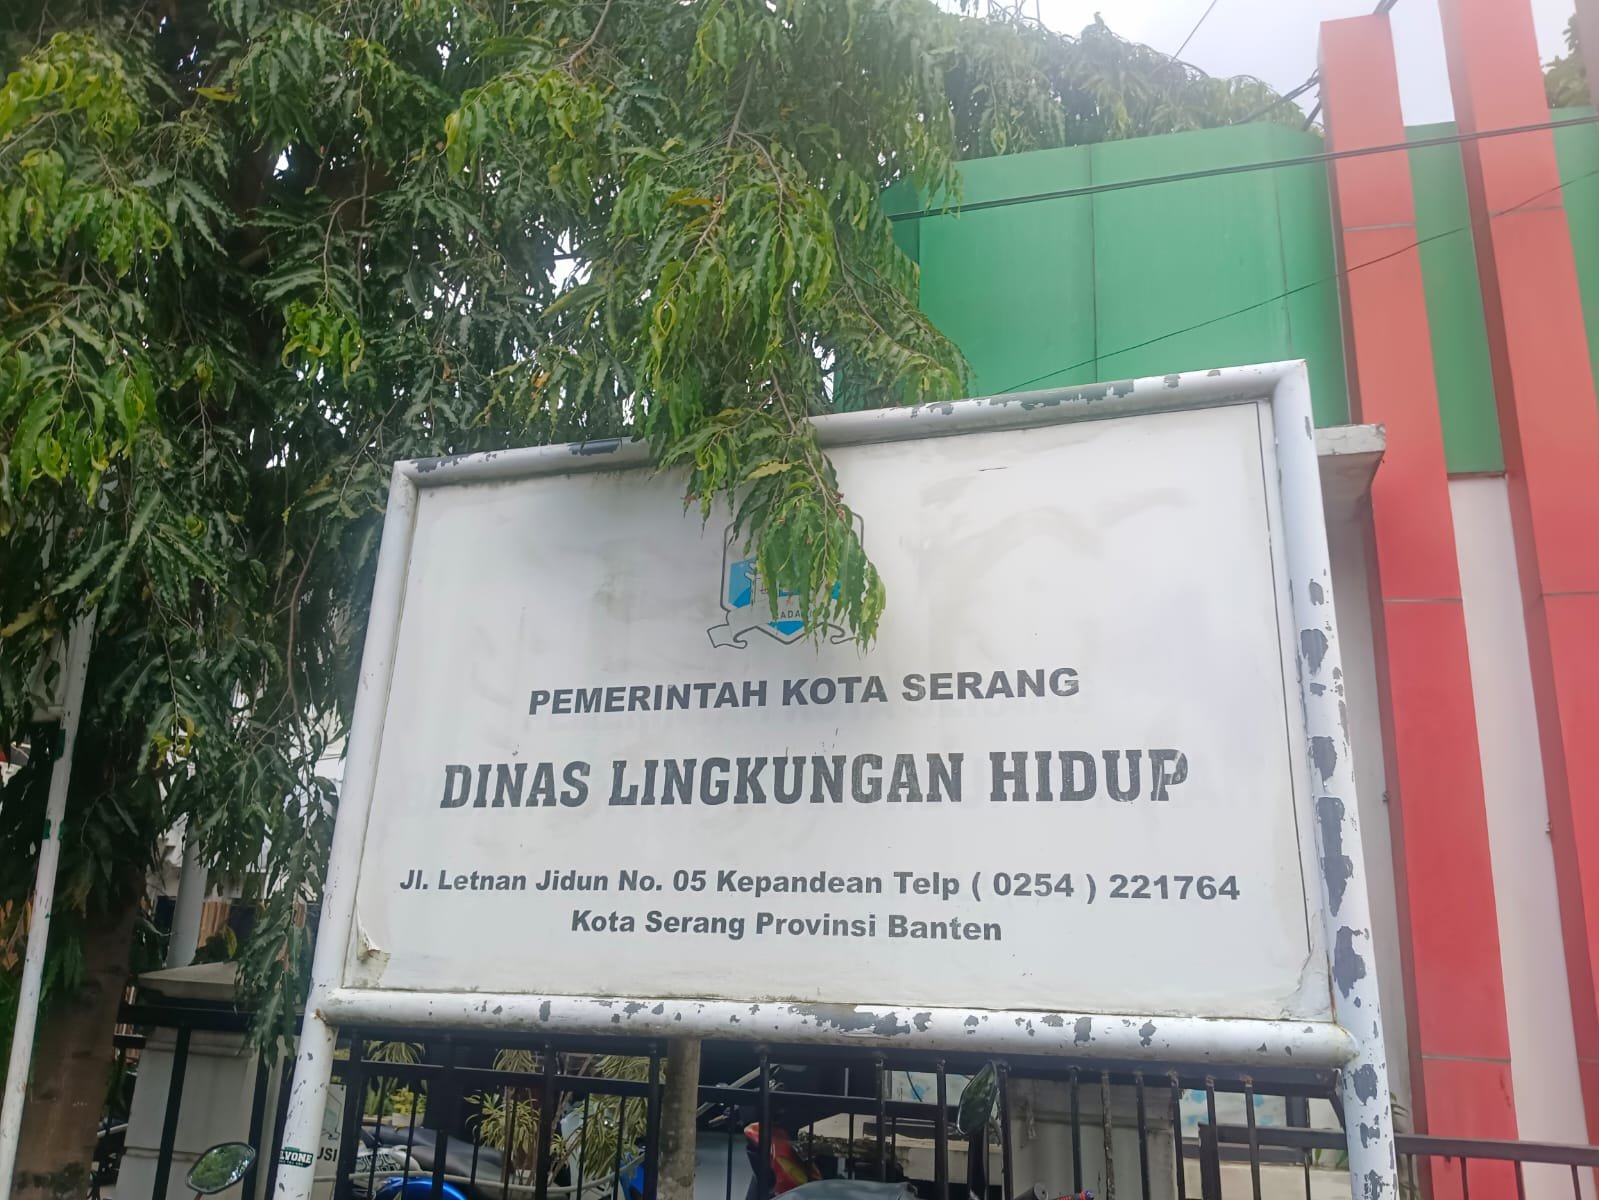 PEMERINTAH KOTA SERANG
DINAS LINGKUNGAN HIDUP
Jl. Letnan Jidun No. 05 Kepandean Telp ( 0254 ) 221764
Kota Serang Provinsi Banten